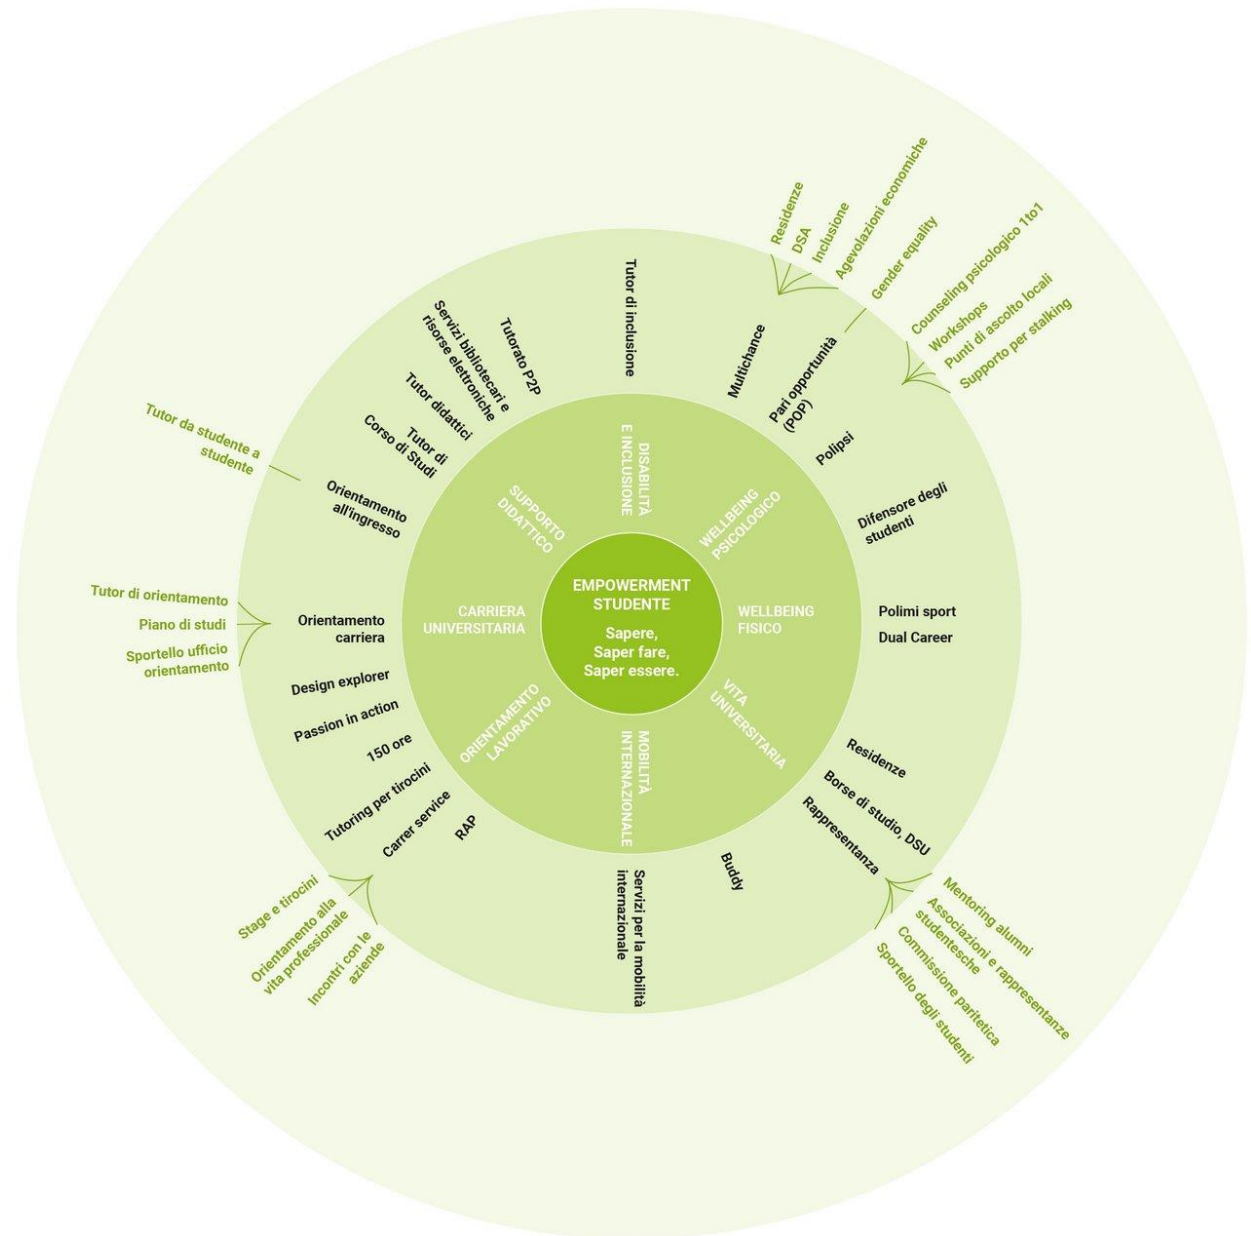 EMPOWERMENT
STUDENTE
Sapere,
Saper fare,
Saper essere.
DISABILITÀ
E INCLUSIONE
WELLBEING
PSICOLOGICO
WELLBEING
FISICO
VITA
UNIVERSITARIA
MOBILITÀ
INTERNAZIONALE
ORIENTAMENTO
LAVORATIVO
CARRIERA
UNIVERSITARIA
SUPPORTO
DIDATTICO
Tutor di inclusione
Multichance
Pari opportunità
(POP)
Polipsi
Difensore degli
studenti
Polimi sport
Dual Career
Residenze
Borse di studio, DSU
Rappresentanza
Buddy
Servizi per la mobilità
internazionale
RAP
Carrer service
Tutoring per tirocini
150 ore
Passion in action
Design explorer
Orientamento
carriera
Orientamento
all'ingresso
Tutor di
Corso di Studi
Tutor didattici
Servizi bibliotecari e
risorse elettroniche
Tutorato P2P
Residenze
DSA
Inclusione
Agevolazioni economiche
Gender equality
Counseling psicologico 1to1
Workshops
Punti di ascolto locali
Supporto per stalking
Mentoring alumni
Associazioni e rappresentanze
studentesche
Commissione paritetica
Sportello degli studenti
Incontri con le
aziende
Orientamento alla
vita professionale
Stage e tirocini
Sportello ufficio
orientamento
Piano di studi
Tutor di orientamento
Tutor da studente a
studente